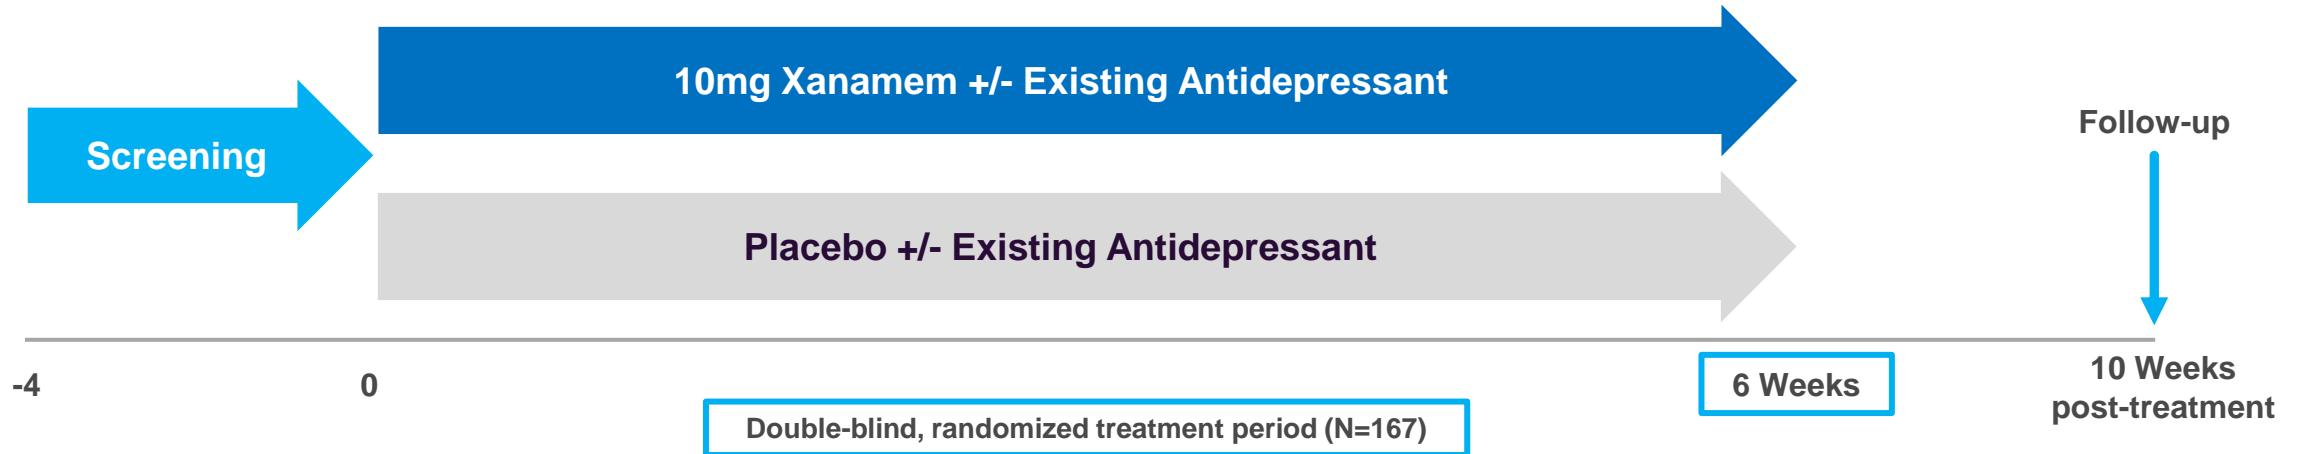 10mg Xanamem +/- Existing Antidepressant
Screening
Follow-up
Placebo +/- Existing Antidepressant
-4
0
6 Weeks
10 Weeks
post-treatment
Double-blind, randomized treatment period (N=167)